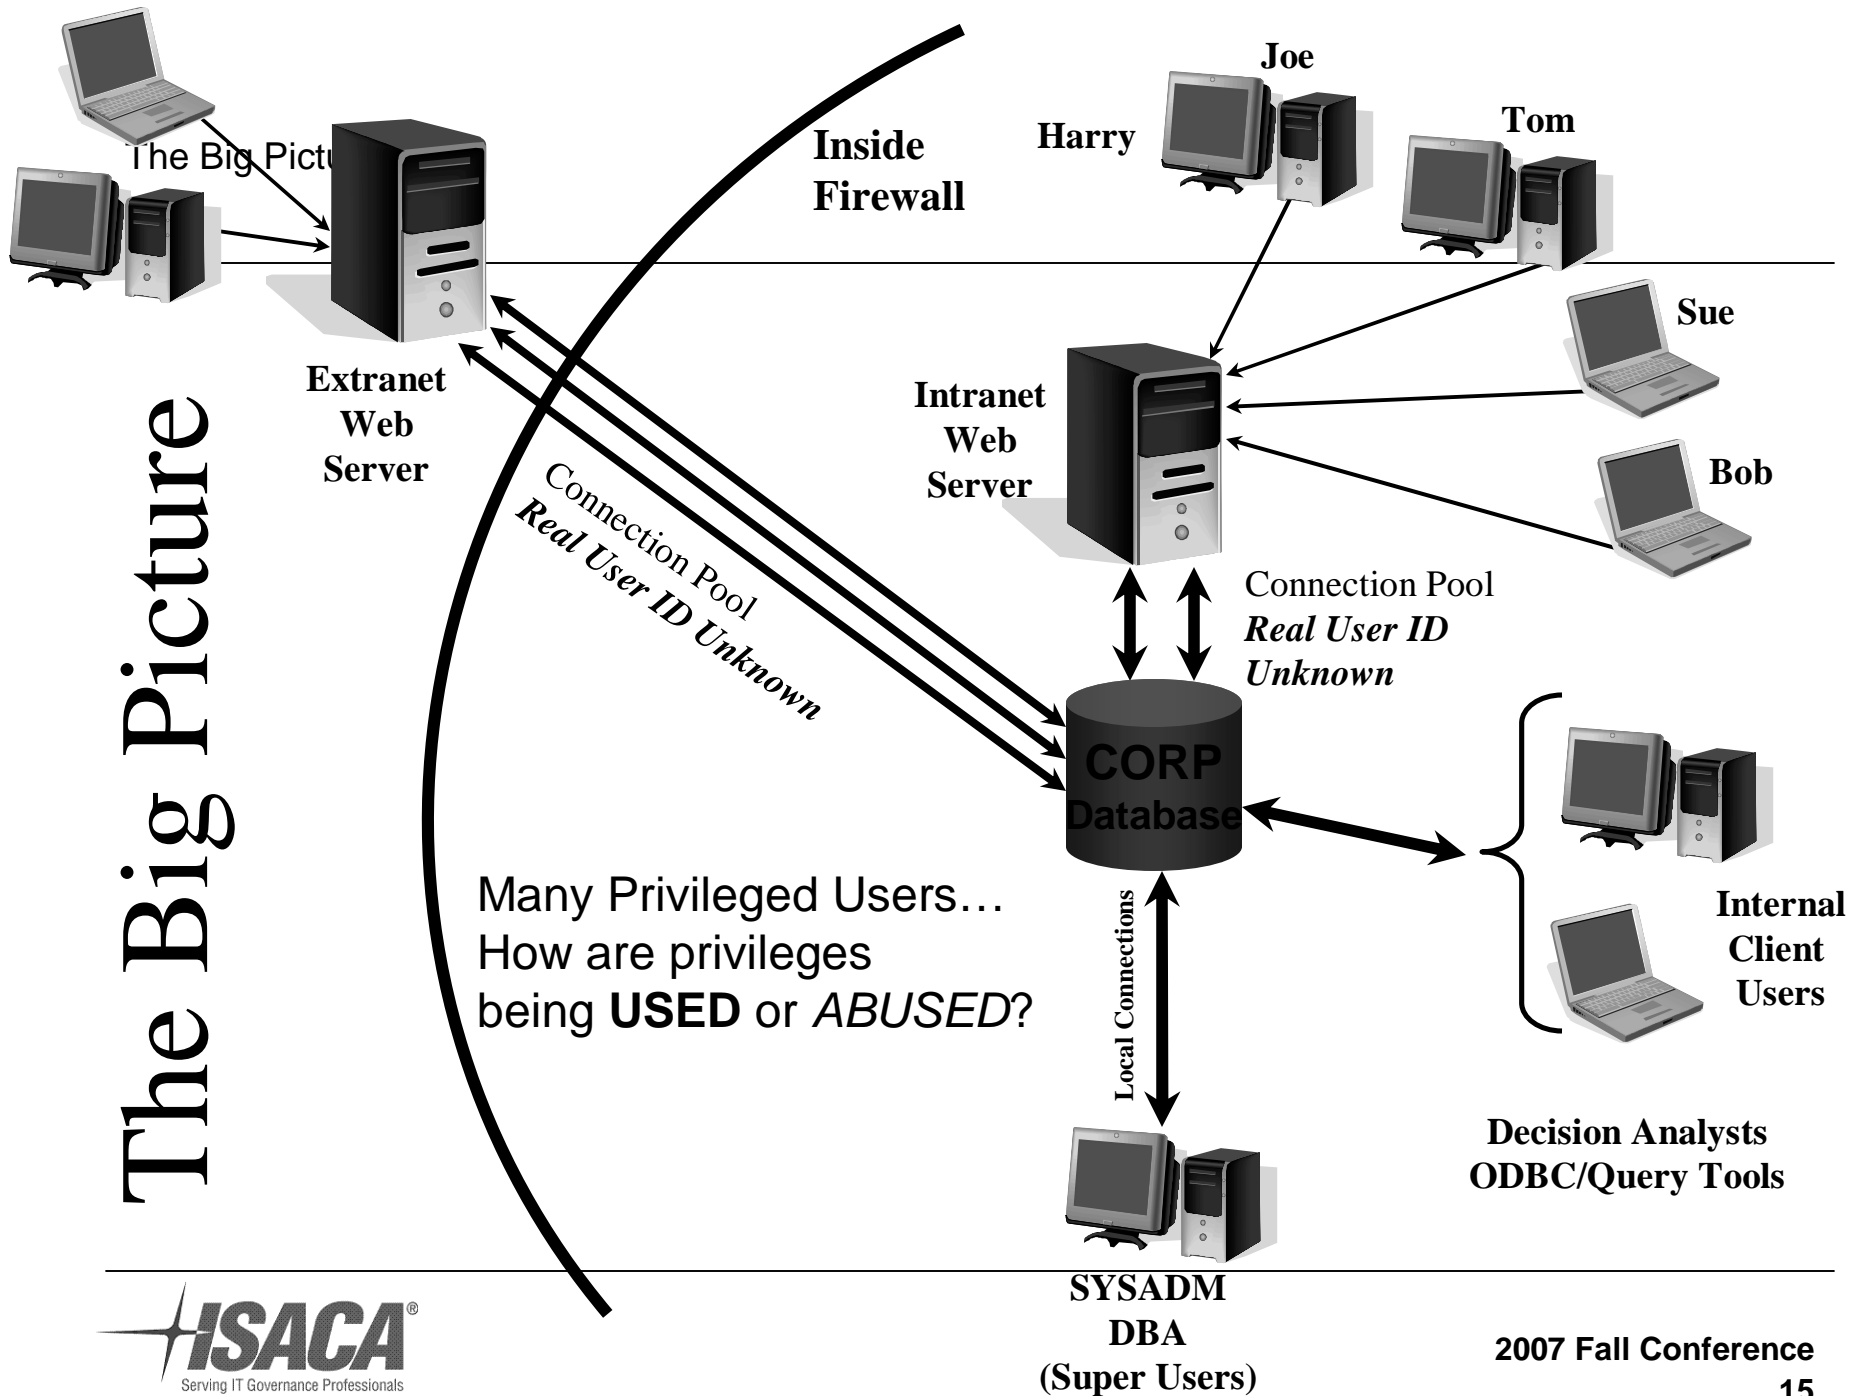 The Big Pictu
The Big Picture
Inside
Firewall
Joe
Harry
Tom
Sue
Bob
Extranet
Web
Server
Intranet
Web
Server
Connection Pool
Real User ID Unknown
Connection Pool
Real User ID
Unknown
CORP
Database
Many Privileged Users…
How are privileges
being USED or ABUSED?
Local Connections
Internal
Client
Users
Decision Analysts
ODBC/Query Tools
SYSADM
DBA
(Super Users)
ISACA®
Serving IT Governance Professionals
2007 Fall Conference
15